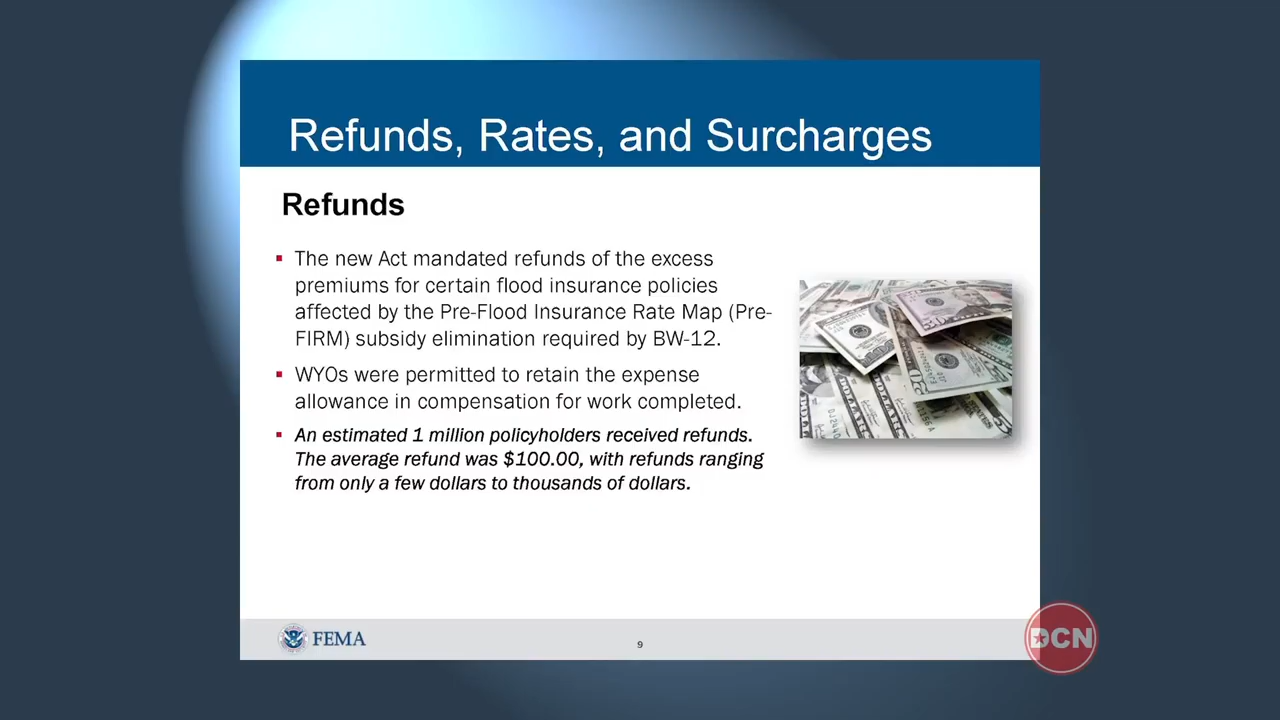 Refunds, Rates, and Surcharges
Refunds
The new Act mandated refunds of the excess
premiums for certain flood insurance policies
affected by the Pre-Flood Insurance Rate Map (Pre-
FIRM) subsidy elimination required by BW-12.
WYOs were permitted to retain the expense
allowance in compensation for work completed.
An estimated 1 million policyholders received refunds.
The average refund was $100.00, with refunds ranging
from only a few dollars to thousands of dollars.
FEMA
9
DCN